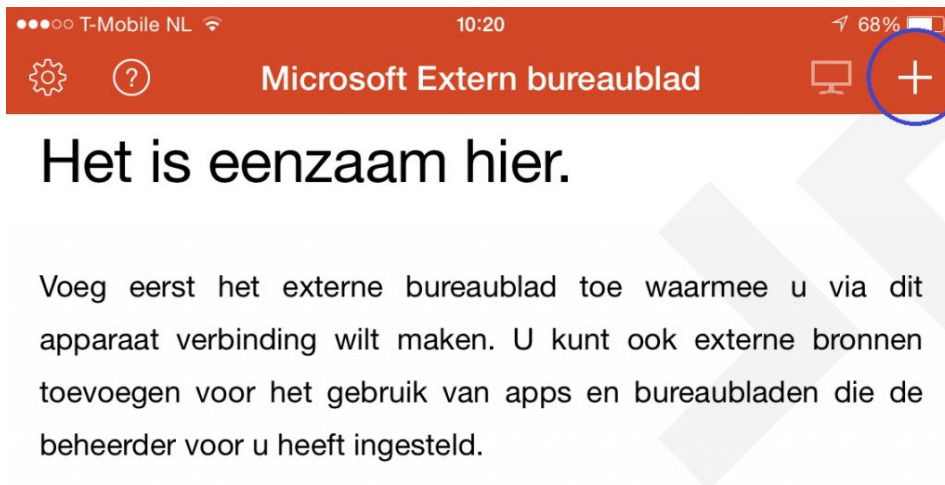 T-Mobile NL 10:20 68%
Microsoft Extern bureaublad
Het is eenzaam hier.
Voeg eerst het externe bureaublad toe waarmee u via dit
apparaat verbinding wilt maken. U kunt ook externe bronnen
toevoegen voor het gebruik van apps en bureaubladen die de
beheerder voor u heeft ingesteld.